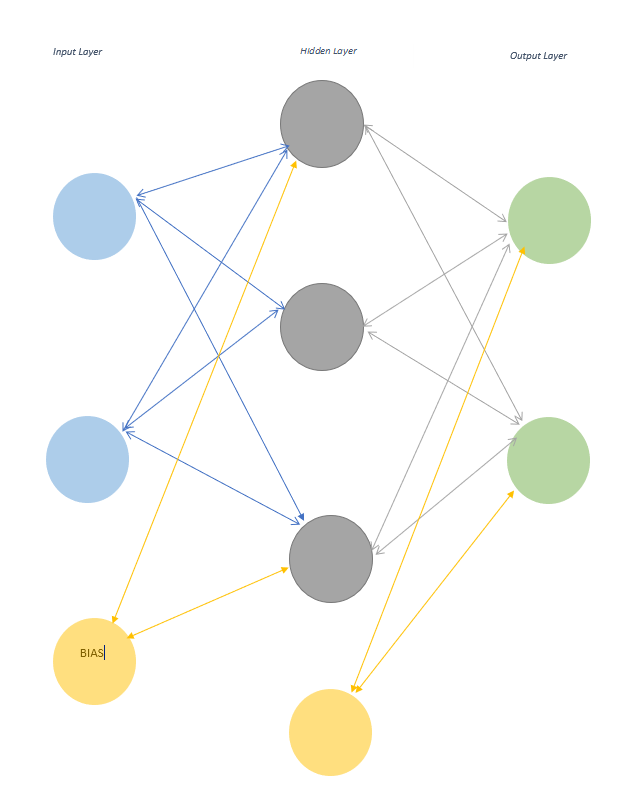 Input Layer
Hidden Layer
Output Layer
BIAS